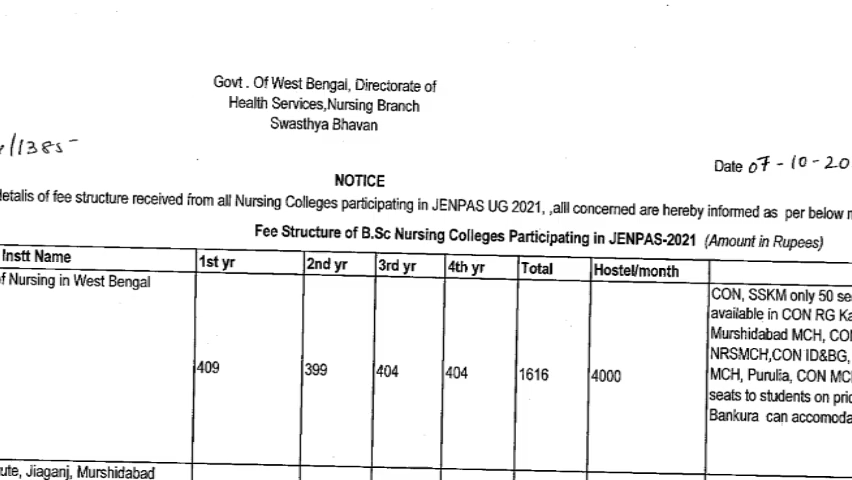 Govt . Of West Bengal, Directorate of
Health Services,Nursing Branch
Swasthya Bhavan
/1385
Date 07-10-20
NOTICE
detalis of fee structure received from all Nursing Colleges participating in JENPAS UG 2021, ,alll concerned are hereby informed as per below
Fee Structure of B.Sc Nursing Colleges Participating in JENPAS-2021 (Amount in Rupees)
Instt Name 1st yr 2nd yr 3rd yr 4th yr Total Hostel/month
f Nursing in West Bengal
409 399 404 404 1616 4000
CON, SSKM only 50 se
available in CON RG Ka
Murshidabad MCH, CO
NRSMCH,CON ID&BG,
MCH, Purulia, CON MC
seats to students on prio
Bankura can accomoda
ute, Jiaganj, Murshidabad